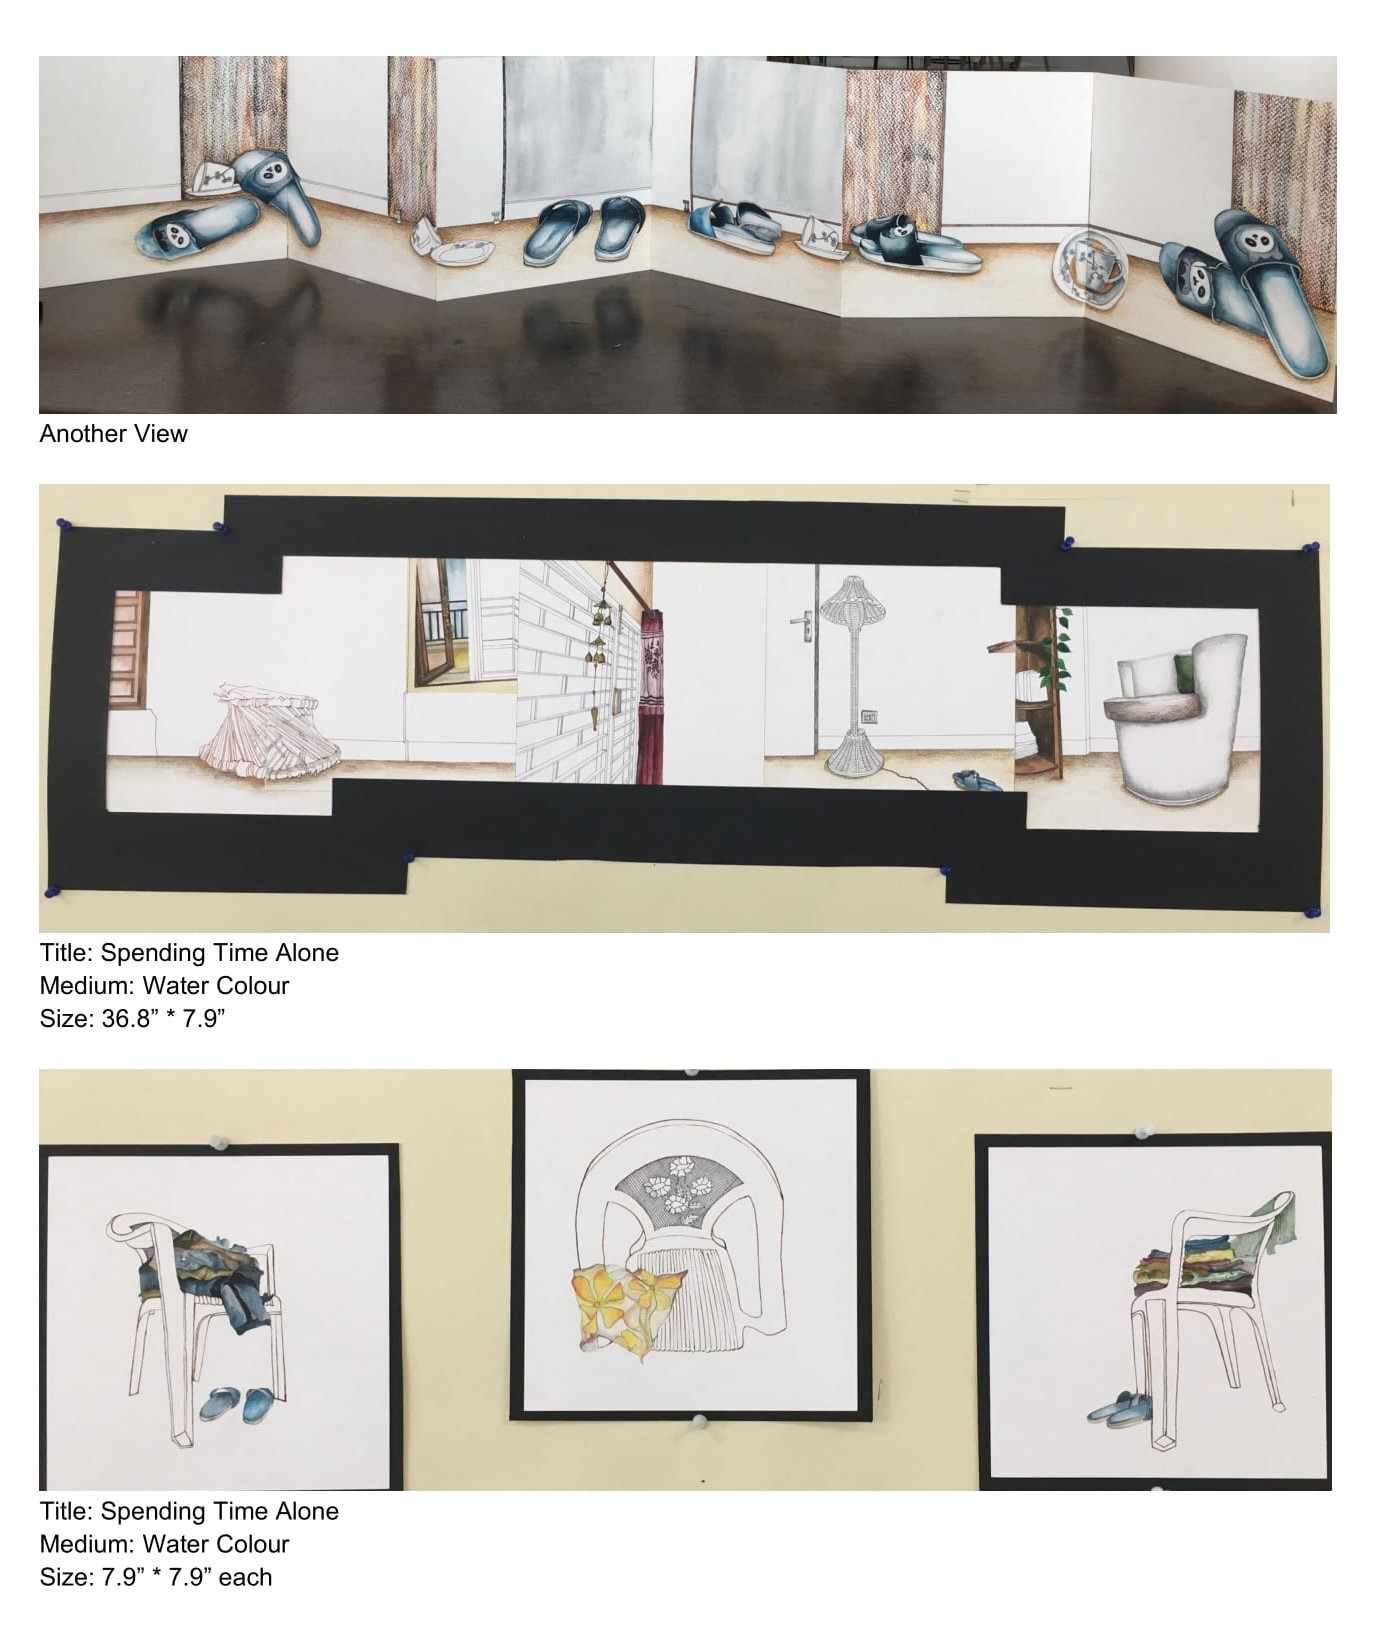 Another View
Title: Spending Time Alone
Medium: Water Colour
Size: 36.8” * 7.9”
Title: Spending Time Alone
Medium: Water Colour
Size: 7.9” * 7.9” each